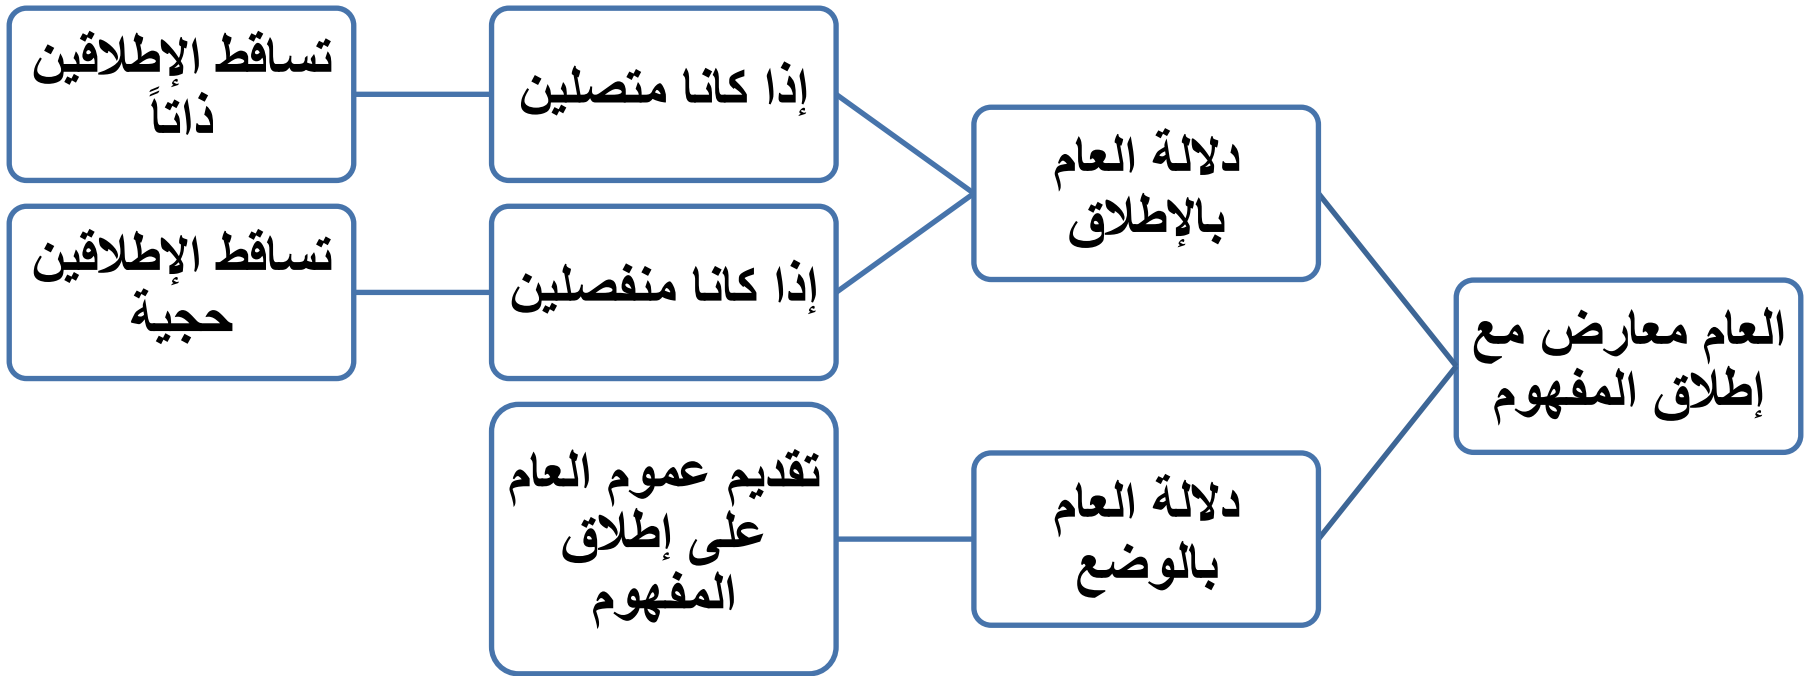 العام معارض مع
إطلاق المفهوم
دلالة العام
بالإطلاق
إذا كانا متصلين
تساقط الإطلاقين
ذاتاً
إذا كانا منفصلين
تساقط الإطلاقين
حجية
دلالة العام
بالوضع
تقديم عموم العام
على إطلاق
المفهوم